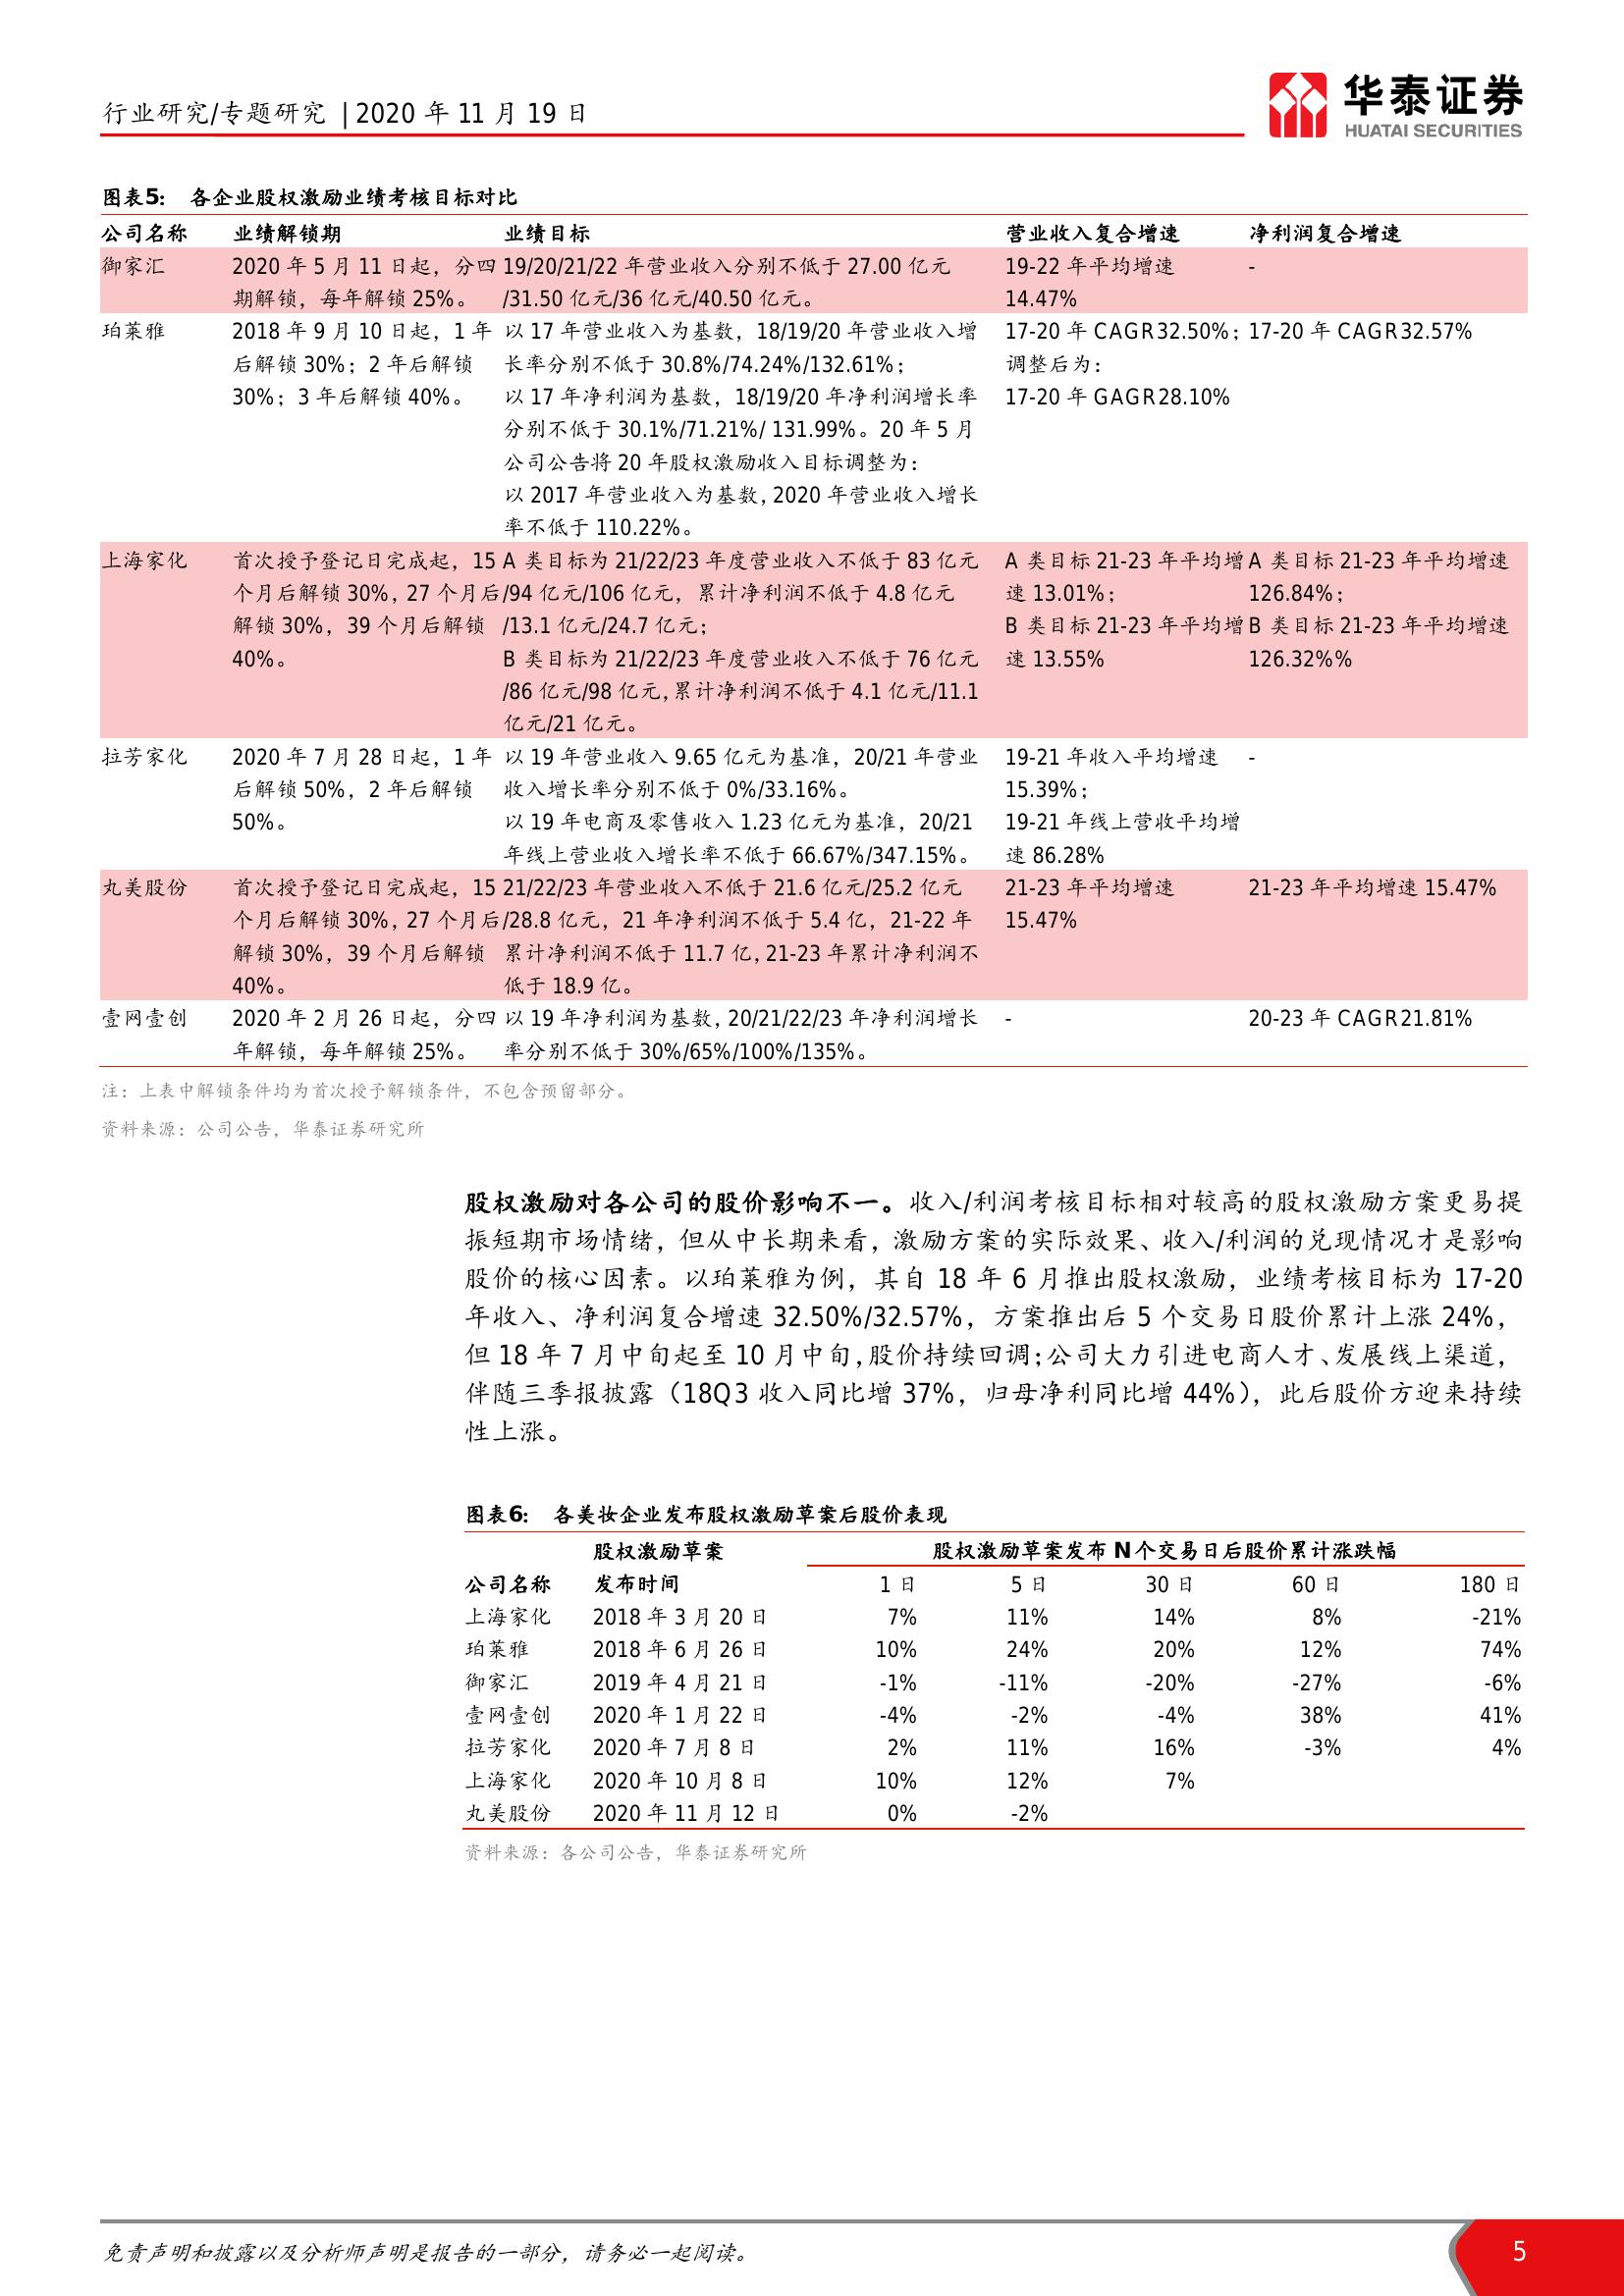 行业研究/专题研究 | 2020 年 11 月 19 日
华泰证券
HUATAI SECURITIES
图表5： 各企业股权激励业绩考核目标对比
公司名称 业绩解锁期 业绩目标 营业收入复合增速 净利润复合增速
御家汇 2020 年 5 月 11 日起，分四 19/20/21/22 年营业收入分别不低于 27.00 亿元 19-22 年平均增速 -
期解锁，每年解锁 25%。 /31.50 亿元/36 亿元/40.50 亿元。 14.47%
珀莱雅 2018 年 9 月 10 日起，1 年 以 17 年营业收入为基数，18/19/20 年营业收入增 17-20 年 CAGR32.50%； 17-20 年 CAGR32.57%
后解锁 30%；2 年后解锁 长率分别不低于 30.8%/74.24%/132.61%； 调整后为：
30%；3 年后解锁 40%。 以 17 年净利润为基数，18/19/20 年净利润增长率 17-20 年 GAGR28.10%
分别不低于 30.1%/71.21%/ 131.99%。20 年 5 月
公司公告将 20 年股权激励收入目标调整为：
以 2017 年营业收入为基数，2020 年营业收入增长
率不低于 110.22%。
上海家化 首次授予登记日完成起，15 A 类目标为 21/22/23 年度营业收入不低于 83 亿元 A 类目标 21-23 年平均增 A 类目标 21-23 年平均增速
个月后解锁 30%，27 个月后 /94 亿元/106 亿元，累计净利润不低于 4.8 亿元 速 13.01%； 126.84%；
解锁 30%，39 个月后解锁 /13.1 亿元/24.7 亿元； B 类目标 21-23 年平均增 B 类目标 21-23 年平均增速
40%。 B 类目标为 21/22/23 年度营业收入不低于 76 亿元 速 13.55% 126.32%%
/86 亿元/98 亿元，累计净利润不低于 4.1 亿元/11.1
亿元/21 亿元。
拉芳家化 2020 年 7 月 28 日起，1 年 以 19 年营业收入 9.65 亿元为基准，20/21 年营业 19-21 年收入平均增速 -
后解锁 50%，2 年后解锁 收入增长率分别不低于 0%/33.16%。 15.39%；
50%。 以 19 年电商及零售收入 1.23 亿元为基准，20/21 19-21 年线上营收平均增
年线上营业收入增长率不低于 66.67%/347.15%。 速 86.28%
丸美股份 首次授予登记日完成起，15 21/22/23 年营业收入不低于 21.6 亿元/25.2 亿元 21-23 年平均增速 21-23 年平均增速 15.47%
个月后解锁 30%，27 个月后 /28.8 亿元，21 年净利润不低于 5.4 亿，21-22 年 15.47%
解锁 30%，39 个月后解锁 累计净利润不低于 11.7 亿，21-23 年累计净利润不
40%。 低于 18.9 亿。
壹网壹创 2020 年 2 月 26 日起，分四 以 19 年净利润为基数，20/21/22/23 年净利润增长 - 20-23 年 CAGR21.81%
年解锁，每年解锁 25%。 率分别不低于 30%/65%/100%/135%。
注：上表中解锁条件均为首次授予解锁条件，不包含预留部分。
资料来源：公司公告，华泰证券研究所
股权激励对各公司的股价影响不一。收入/利润考核目标相对较高的股权激励方案更易提
振短期市场情绪，但从中长期来看，激励方案的实际效果、收入/利润的兑现情况才是影响
股价的核心因素。以珀莱雅为例，其自 18 年 6 月推出股权激励，业绩考核目标为 17-20
年收入、净利润复合增速 32.50%/32.57%，方案推出后 5 个交易日股价累计上涨 24%，
但 18 年 7 月中旬起至 10 月中旬，股价持续回调；公司大力引进电商人才、发展线上渠道，
伴随三季报披露（18Q3 收入同比增 37%，归母净利同比增 44%），此后股价方迎来持续
性上涨。
图表6： 各美妆企业发布股权激励草案后股价表现
股权激励草案 股权激励草案发布 N个交易日后股价累计涨跌幅
公司名称 发布时间 1 日 5 日 30 日 60 日 180 日
上海家化 2018 年 3 月 20 日 7% 11% 14% 8% -21%
珀莱雅 2018 年 6 月 26 日 10% 24% 20% 12% 74%
御家汇 2019 年 4 月 21 日 -1% -11% -20% -27% -6%
壹网壹创 2020 年 1 月 22 日 -4% -2% -4% 38% 41%
拉芳家化 2020 年 7 月 8 日 2% 11% 16% -3% 4%
上海家化 2020 年 10 月 8 日 10% 12% 7%
丸美股份 2020 年 11 月 12 日 0% -2%
资料来源：各公司公告，华泰证券研究所
免责声明和披露以及分析师声明是报告的一部分，请务必一起阅读。 5